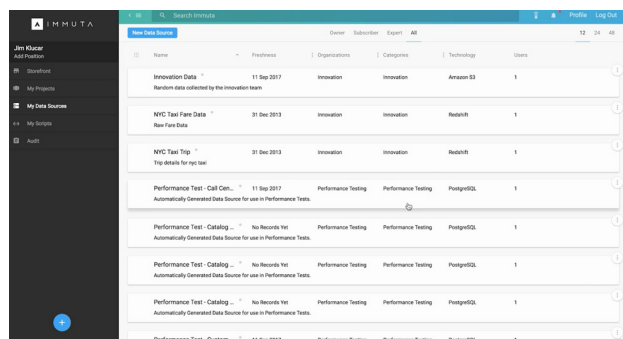 IMMUTA
Search Immuta
Profile Log Out
Jim Klucar
Add Position
Storefront
My Projects
My Data Sources
My Scripts
Audit
New Data Source
Owner Subscriber Expert All
12 24 48
Name Freshness Organizations Categories Technology Users
Innovation Data 11 Sep 2017 Innovation Innovation Amazon S3 1
Random data collected by the innovation team
NYC Taxi Fare Data 31 Dec 2013 Innovation Innovation Redshift 1
Raw Fare Data
NYC Taxi Trip 31 Dec 2013 Innovation Innovation Redshift 1
Trip details for nyc taxi
Performance Test - Call Cen... 11 Sep 2017 Performance Testing Performance Testing PostgreSQL 1
Automatically Generated Data Source for use in Performance Tests.
Performance Test - Catalog ... No Records Yet Performance Testing Performance Testing PostgreSQL 1
Automatically Generated Data Source for use in Performance Tests.
Performance Test - Catalog ... No Records Yet Performance Testing Performance Testing PostgreSQL 1
Automatically Generated Data Source for use in Performance Tests.
Performance Test - Catalog ... No Records Yet Performance Testing Performance Testing PostgreSQL 1
Automatically Generated Data Source for use in Performance Tests.